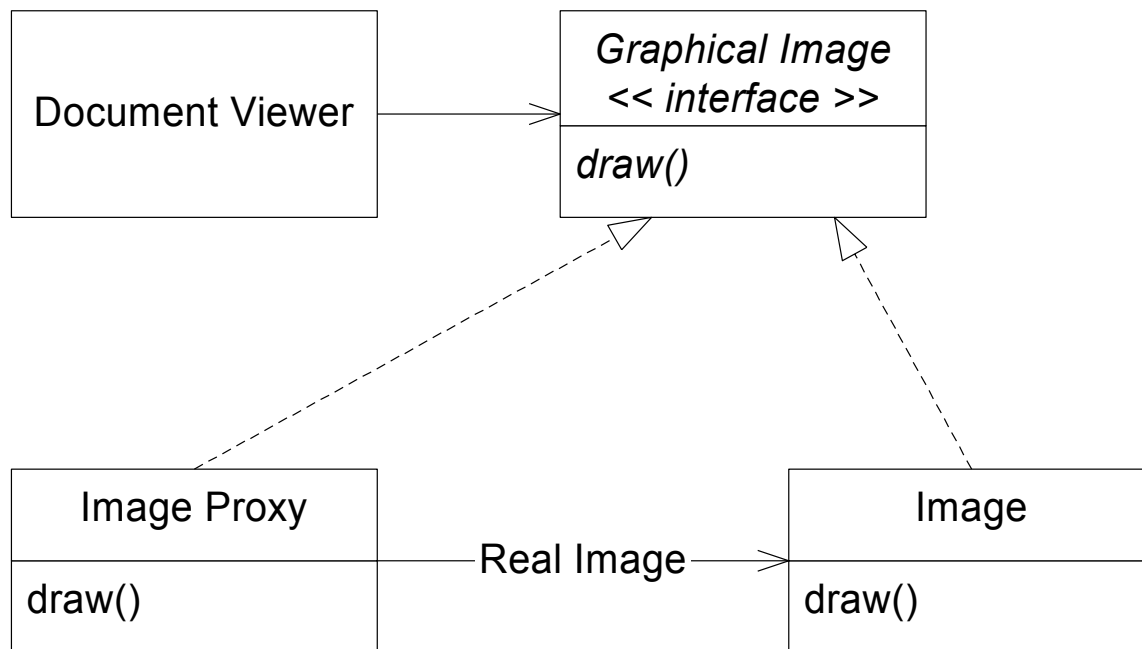 Document Viewer
Graphical Image
<< interface >>
draw()
Image Proxy
draw()
Real Image
Image
draw()